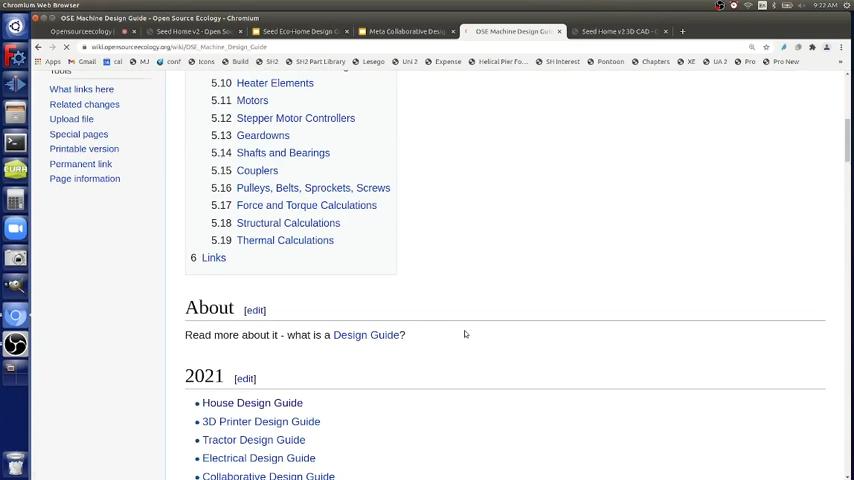 Chromium Web Browser
9:22 AM
OSE Machine Design Guide - Open Source Ecology - Chromium
Opensourceecology
Seed Home v2 - Open So
Seed Eco-Home Design G
Meta Collaborative Design
OSE Machine Design Guid
Seed Home v2 3D CAD - G
wiki.opensourceecology.org/wiki/OSE_Machine_Design_Guide
Apps Gmail cal MJ conf Icons Build SH2 SH2 Part Library Lesego Uni 2 Expense Helical Pier Fo... SH Interest Pontoon Chapters XE UA 2 Pro Pro New
Tools
What links here
Related changes
Upload file
Special pages
Printable version
Permanent link
Page information
5.10 Heater Elements
5.11 Motors
5.12 Stepper Motor Controllers
5.13 Geardowns
5.14 Shafts and Bearings
5.15 Couplers
5.16 Pulleys, Belts, Sprockets, Screws
5.17 Force and Torque Calculations
5.18 Structural Calculations
5.19 Thermal Calculations
6 Links
About [edit]
Read more about it - what is a Design Guide?
2021 [edit]
House Design Guide
3D Printer Design Guide
Tractor Design Guide
Electrical Design Guide
Collaborative Design Guide